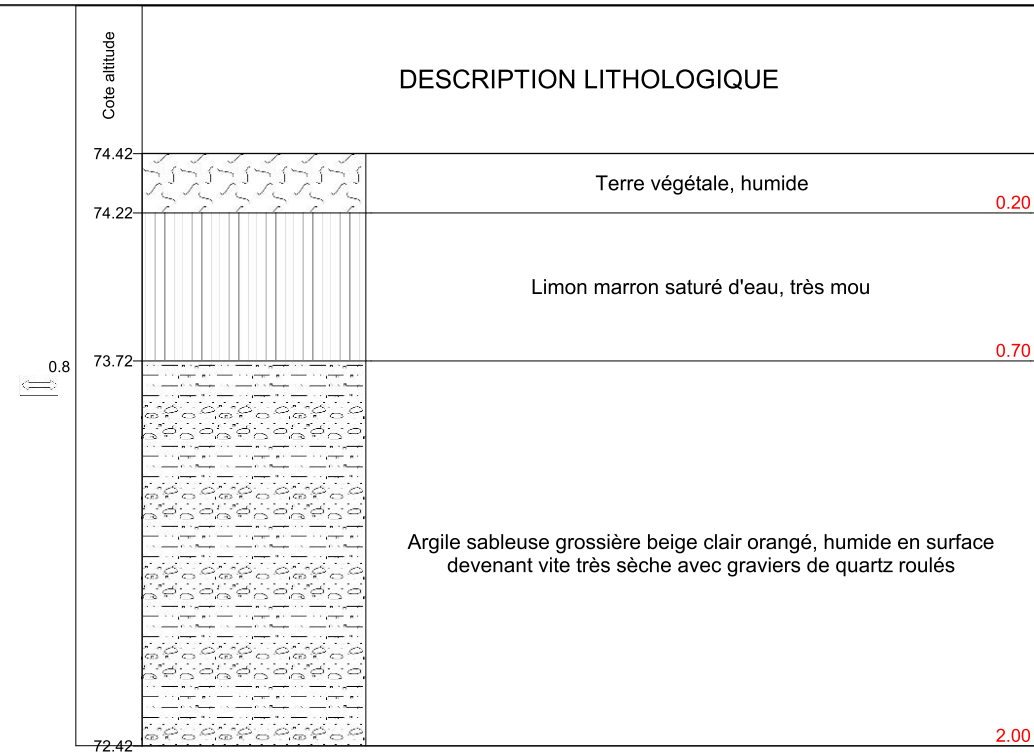 Cote altitude
DESCRIPTION LITHOLOGIQUE
74.42
Terre végétale, humide
0.20
74.22
Limon marron saturé d'eau, très mou
0.70
73.72
0.8
Argile sableuse grossière beige clair orangé, humide en surface
devenant vite très sèche avec graviers de quartz roulés
2.00
72.42